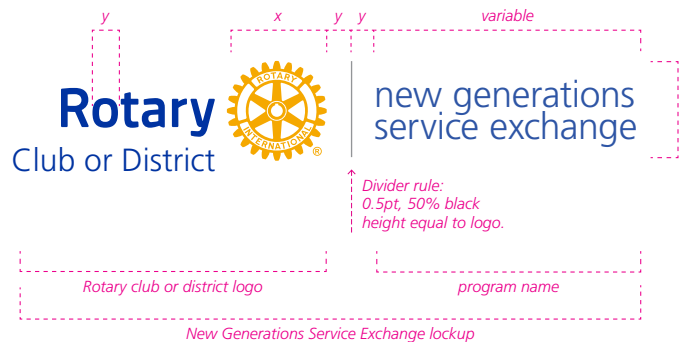 y
x
y
y
variable
Rotary
Club or District
ROTARY
INTERNATIONAL
®
new generations
service exchange
Divider rule:
0.5pt, 50% black
height equal to logo.
Rotary club or district logo
program name
New Generations Service Exchange lockup